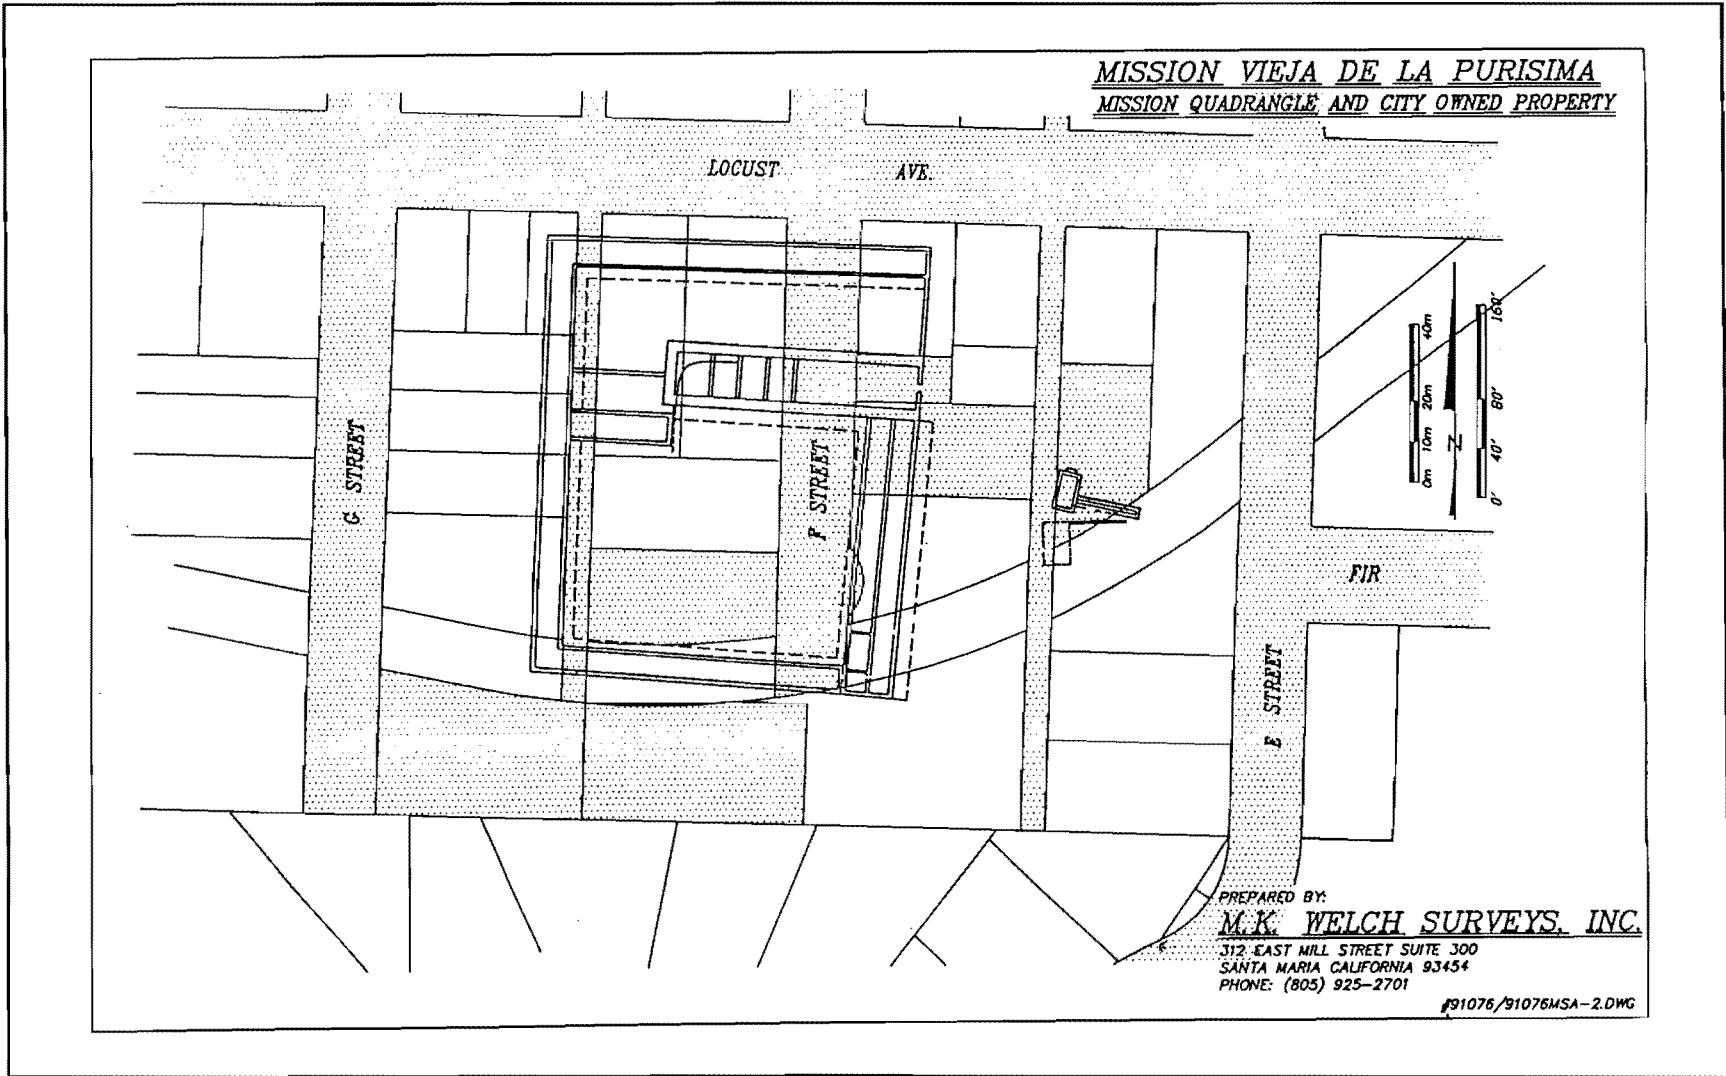 MISSION VIEJA DE LA PURISIMA
MISSION QUADRANGLE AND CITY OWNED PROPERTY
LOCUST AVE.
G STREET
F STREET
E STREET
FIR
0m 10m 20m 40m
N
0' 40' 80' 160'
PREPARED BY:
M.K. WELCH SURVEYS, INC.
312 EAST MILL STREET SUITE 300
SANTA MARIA CALIFORNIA 93454
PHONE: (805) 925-2701
#91076/91076MSA-2.DWG